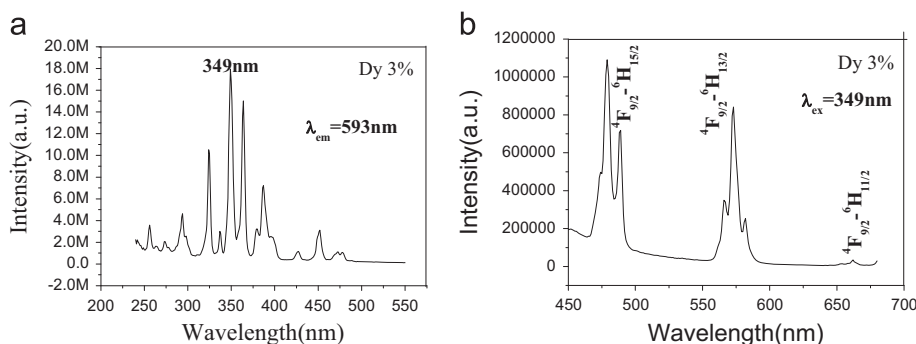 a
20.0M
18.0M
16.0M
14.0M
12.0M
10.0M
8.0M
6.0M
4.0M
2.0M
0.0
-2.0M
Intensity(a.u.)
349nm
Dy 3%
λem=593nm
200 250 300 350 400 450 500 550
Wavelength(nm)
b
1200000
1000000
800000
600000
400000
200000
0
Intensity(a.u.)
4F9/2-6H15/2
4F9/2-6H13/2
4F9/2-6H11/2
Dy 3%
λex=349nm
450 500 550 600 650 700
Wavelength(nm)